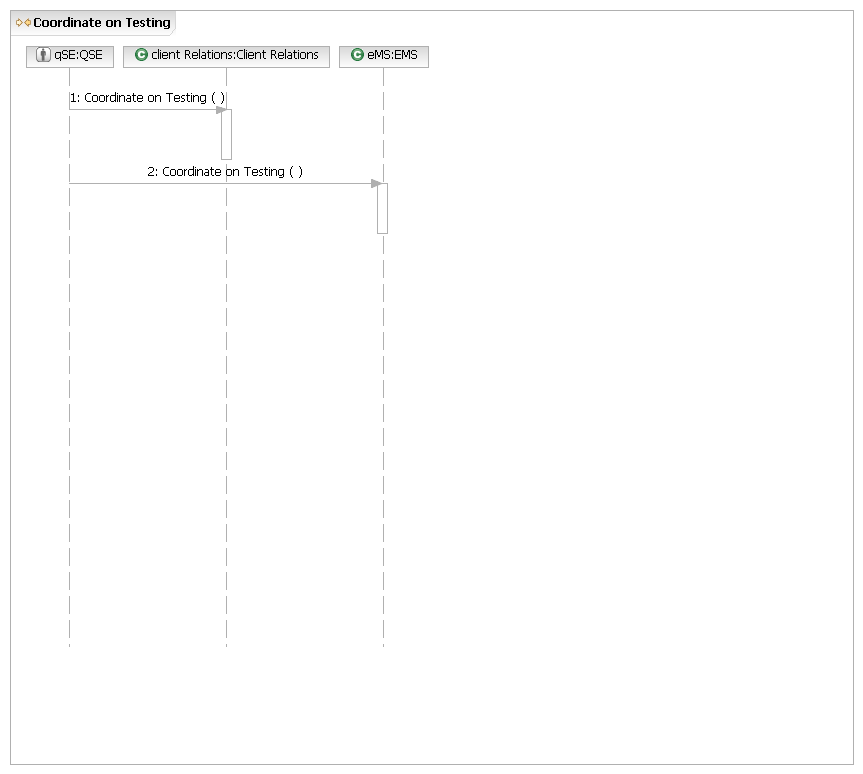 Coordinate on Testing
qSE:QSE
client Relations:Client Relations
eMS:EMS
1: Coordinate on Testing ( )
2: Coordinate on Testing ( )